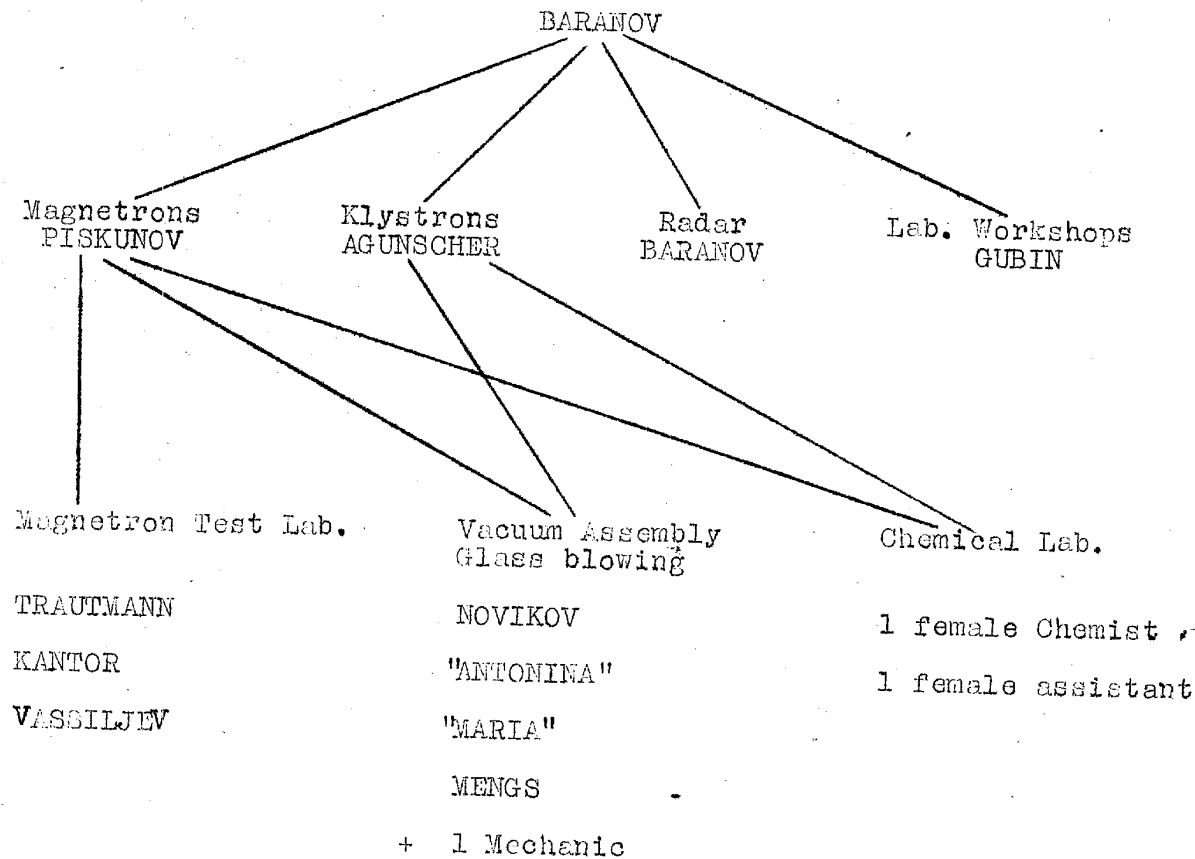 BARANOV
Magnetrons
PISKUNOV
Klystrons
AGUNSCHER
Radar
BARANOV
Lab. Workshops
GUBIN
Magnetron Test Lab.
TRAUTMANN
KANTOR
VASSILJEV
Vacuum Assembly
Glass blowing
NOVIKOV
"ANTONINA"
"MARIA"
MENGS
+ 1 Mechanic
Chemical Lab.
1 female Chemist
1 female assistant